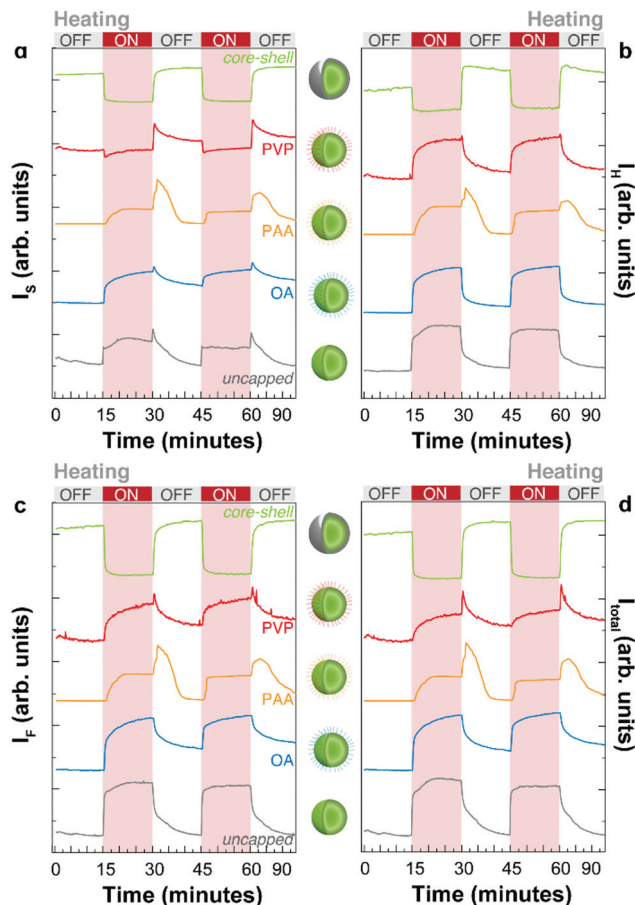 Heating Heating
a OFF ON OFF ON OFF OFF ON OFF ON OFF b
core-shell
PVP
PAA
OA
uncapped
I_S (arb. units)
I_H (arb. units)
0 15 30 45 60 90 0 15 30 45 60 90
Time (minutes) Time (minutes)
Heating Heating
c OFF ON OFF ON OFF OFF ON OFF ON OFF d
core-shell
PVP
PAA
OA
uncapped
I_F (arb. units)
I_total (arb. units)
0 15 30 45 60 90 0 15 30 45 60 90
Time (minutes) Time (minutes)